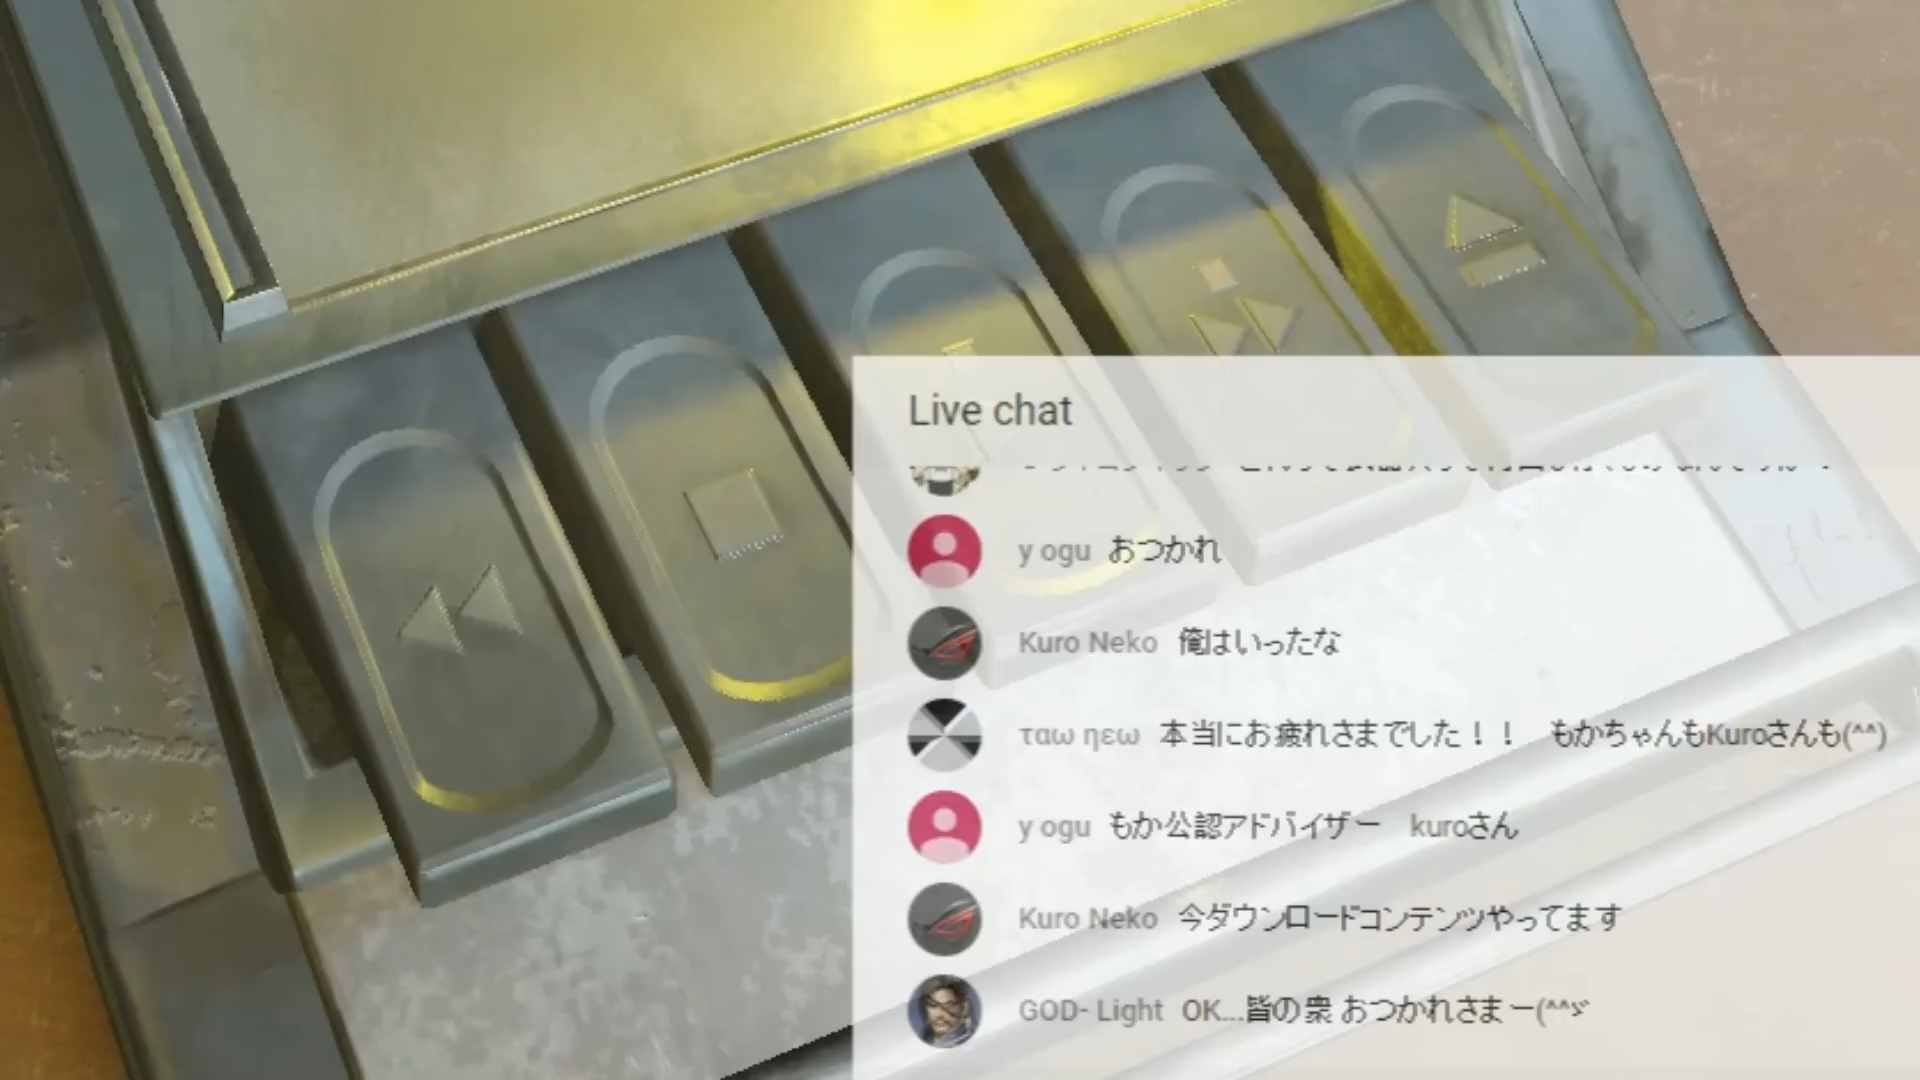 Live chat
y ogu おつかれ
Kuro Neko 俺はいったな
ταω ηεω 本当にお疲れさまでした！！　もかちゃんもKuroさんも(^^)
y ogu もか公認アドバイザー　kuroさん
Kuro Neko 今ダウンロードコンテンツやってます
GOD- Light OK...皆の衆 おつかれさまー(^^ゞ